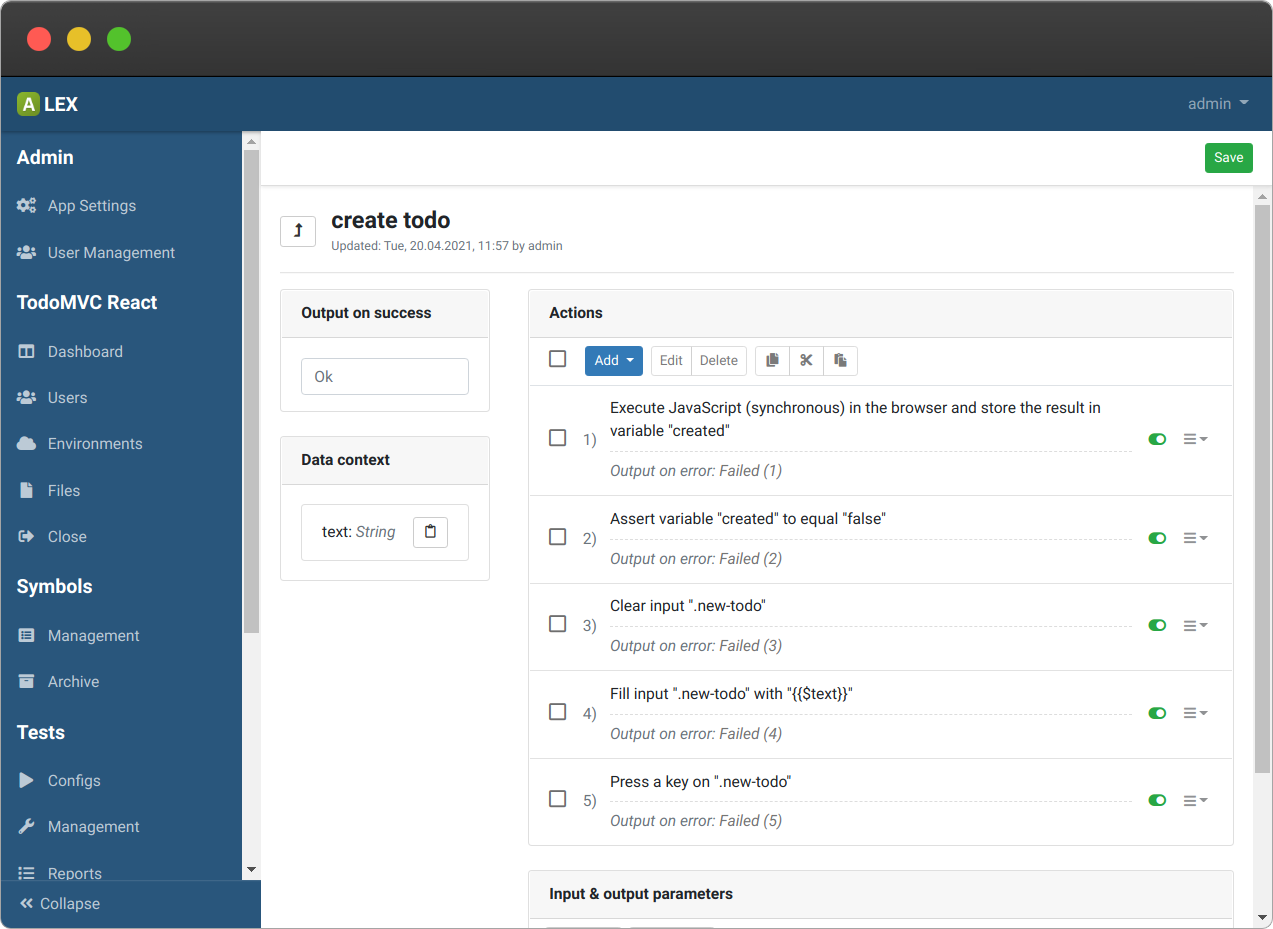 A LEX
admin
Admin
App Settings
User Management
TodoMVC React
Dashboard
Users
Environments
Files
Close
Symbols
Management
Archive
Tests
Configs
Management
Reports
Collapse
Save
create todo
Updated: Tue, 20.04.2021, 11:57 by admin
Output on success
Ok
Data context
text: String
Actions
Add
Edit
Delete
1)
Execute JavaScript (synchronous) in the browser and store the result in
variable "created"
Output on error: Failed (1)
2)
Assert variable "created" to equal "false"
Output on error: Failed (2)
3)
Clear input ".new-todo"
Output on error: Failed (3)
4)
Fill input ".new-todo" with "{{$text}}"
Output on error: Failed (4)
5)
Press a key on ".new-todo"
Output on error: Failed (5)
Input & output parameters